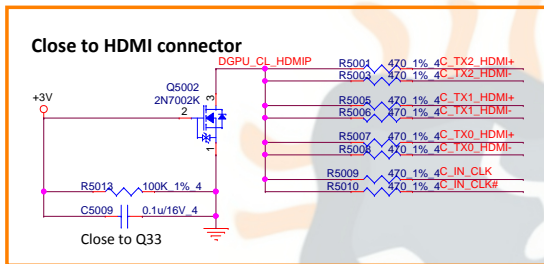 Close to HDMI connector
DGPU_CL_HDMIP
R5001 470_1%_4 C_TX2_HDMI+
R5003 470_1%_4 C_TX2_HDMI-
Q5002
2N7002K
+3V
3
2
1
R5005 470_1%_4 C_TX1_HDMI+
R5006 470_1%_4 C_TX1_HDMI-
R5007 470_1%_4 C_TX0_HDMI+
R5008 470_1%_4 C_TX0_HDMI-
R5009 470_1%_4 C_IN_CLK
R5010 470_1%_4 C_IN_CLK#
R5013 100K_1%_4
C5009 0.1u/16V_4
Close to Q33